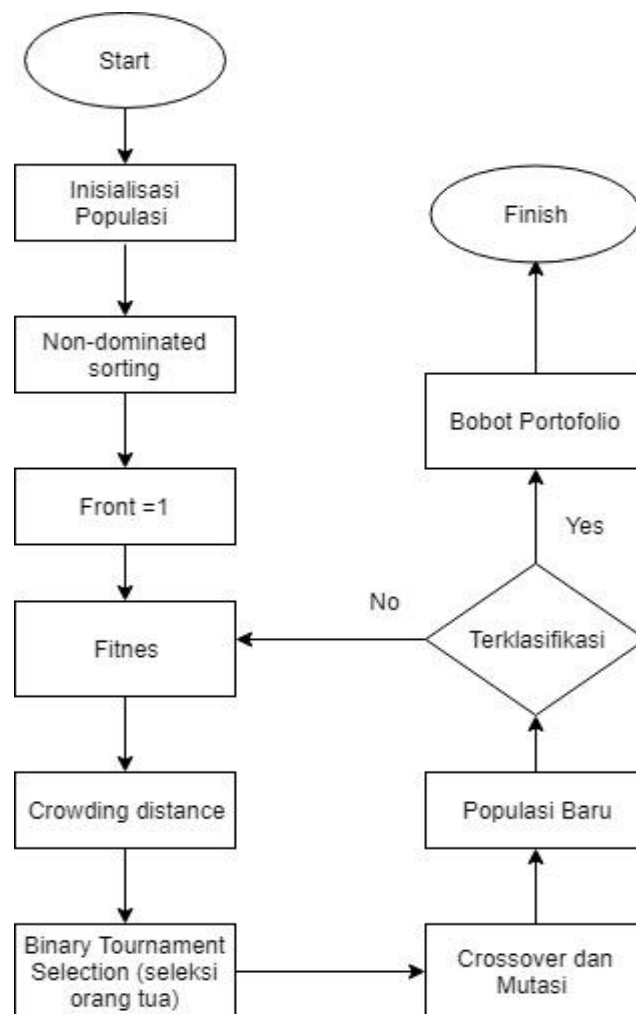 Start
Inisialisasi
Populasi
Non-dominated
sorting
Front =1
Fitnes
Crowding distance
Binary Tournament
Selection (seleksi
orang tua)
Crossover dan
Mutasi
Populasi Baru
Terklasifikasi
No
Yes
Bobot Portofolio
Finish